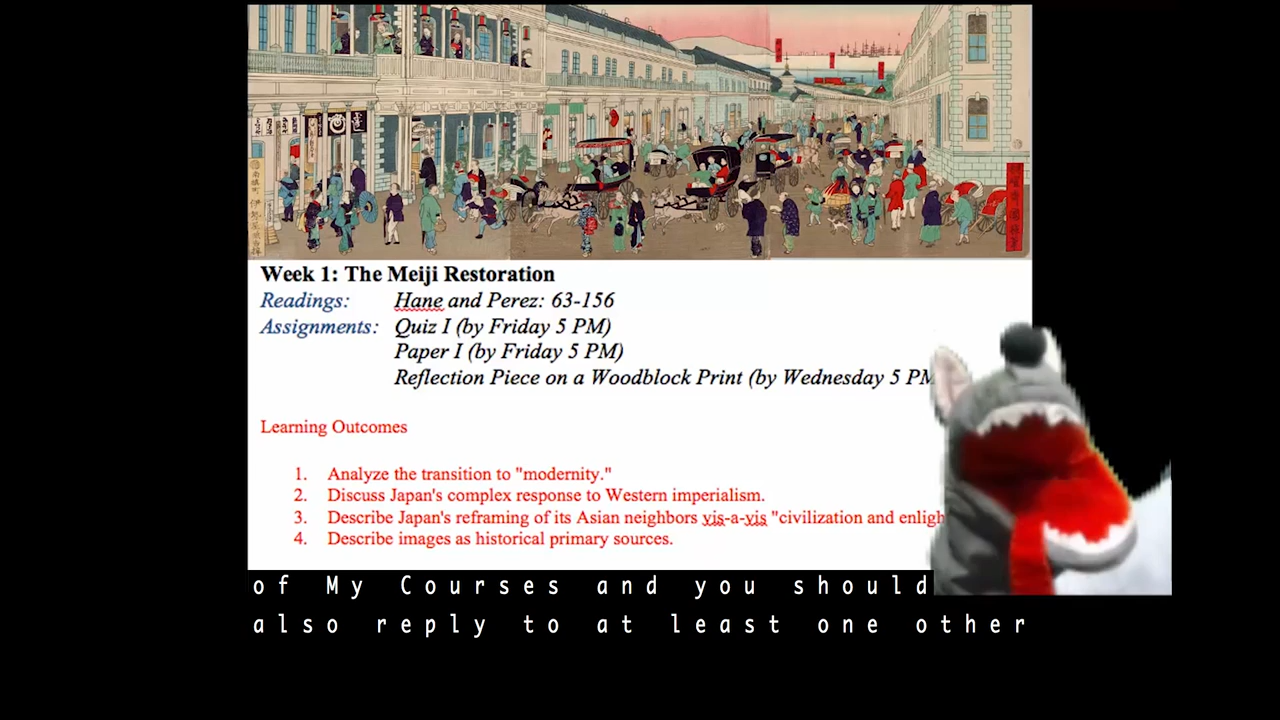 Week 1: The Meiji Restoration
Readings: Hane and Perez: 63-156
Assignments: Quiz I (by Friday 5 PM)
Paper I (by Friday 5 PM)
Reflection Piece on a Woodblock Print (by Wednesday 5 PM
Learning Outcomes
1. Analyze the transition to "modernity."
2. Discuss Japan's complex response to Western imperialism.
3. Describe Japan's reframing of its Asian neighbors vis-a-vis "civilization and enligh
4. Describe images as historical primary sources.
of My Courses and you should
also reply to at least one other